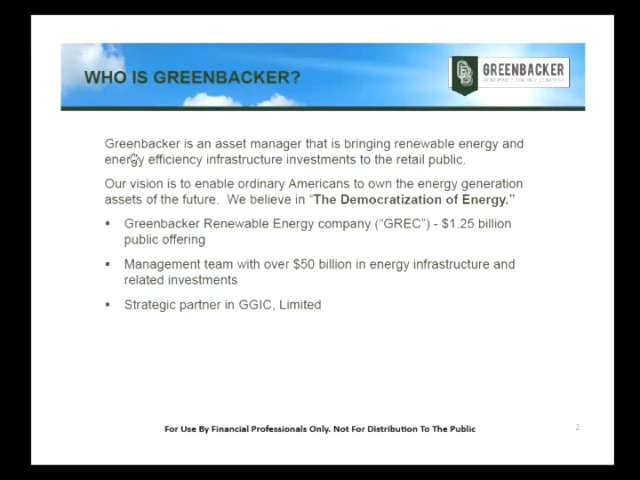 WHO IS GREENBACKER?
GREENBACKER
Greenbacker is an asset manager that is bringing renewable energy and
energy efficiency infrastructure investments to the retail public.
Our vision is to enable ordinary Americans to own the energy generation
assets of the future. We believe in “The Democratization of Energy.”
▪ Greenbacker Renewable Energy company (“GREC”) - $1.25 billion
public offering
▪ Management team with over $50 billion in energy infrastructure and
related investments
▪ Strategic partner in GGIC, Limited
For Use By Financial Professionals Only. Not For Distribution To The Public
2